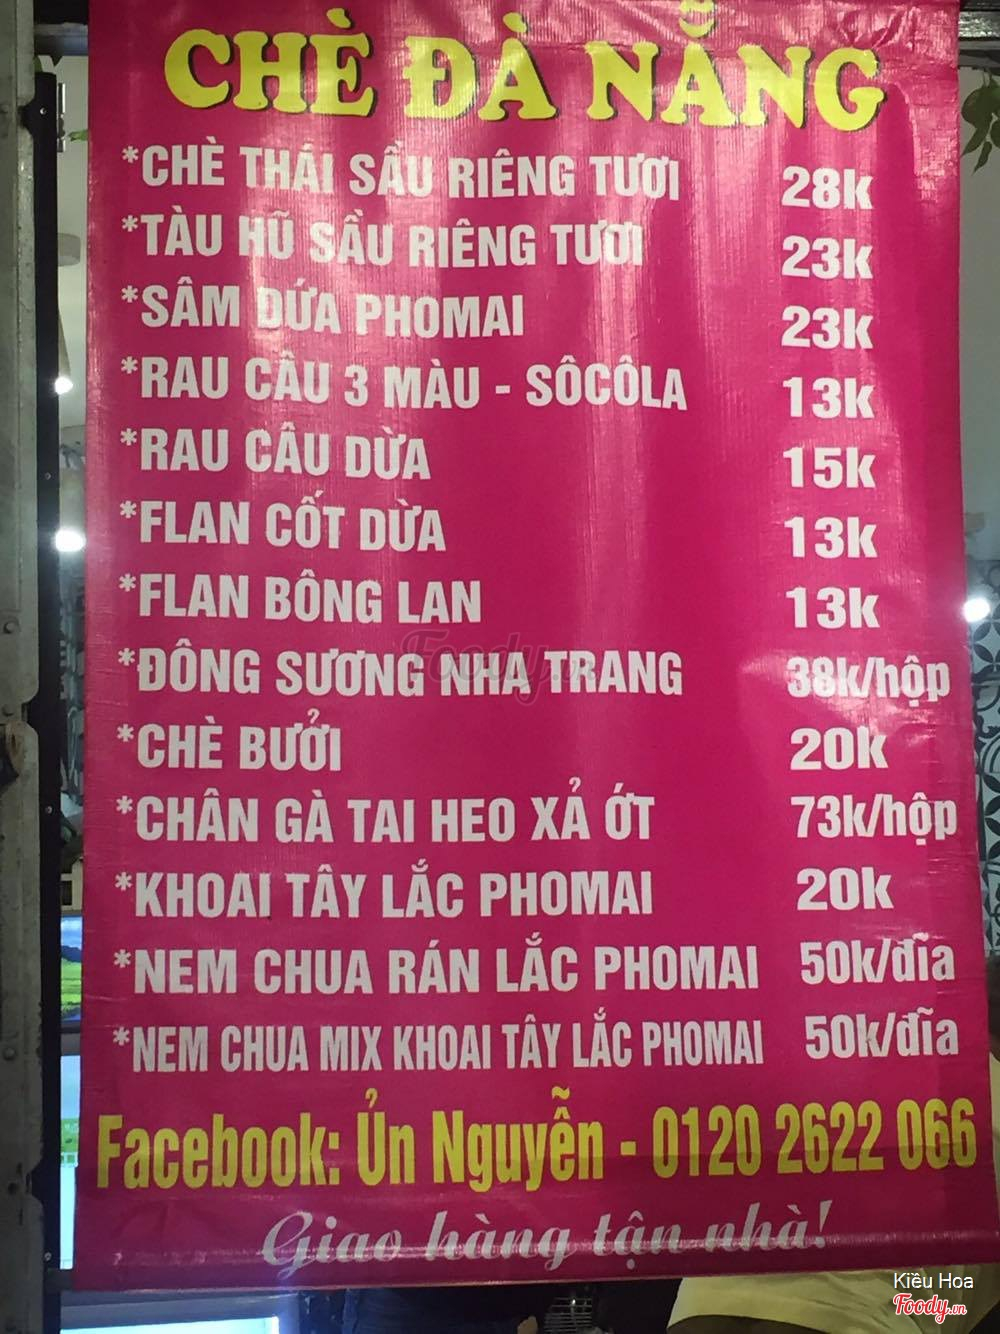 CHÈ ĐÀ NẴNG
*CHÈ THÁI SẦU RIÊNG TƯƠI 28k
*TÀU HŨ SẦU RIÊNG TƯƠI 23k
*SÂM DỨA PHOMAI 23k
*RAU CÂU 3 MÀU - SÔCÔLA 13k
*RAU CÂU DỪA 15k
*FLAN CỐT DỪA 13k
*FLAN BÔNG LAN 13k
*ĐÔNG SƯƠNG NHA TRANG 38k/hộp
*CHÈ BƯỞI 20k
*CHÂN GÀ TAI HEO XẢ ỚT 73k/hộp
*KHOAI TÂY LẮC PHOMAI 20k
*NEM CHUA RÁN LẮC PHOMAI 50k/đĩa
*NEM CHUA MIX KHOAI TÂY LẮC PHOMAI 50k/đĩa
Facebook: Ủn Nguyễn - 0120 2622 066
Giao hàng tận nhà!
Foody.vn
Kiều Hoa
Foody.vn